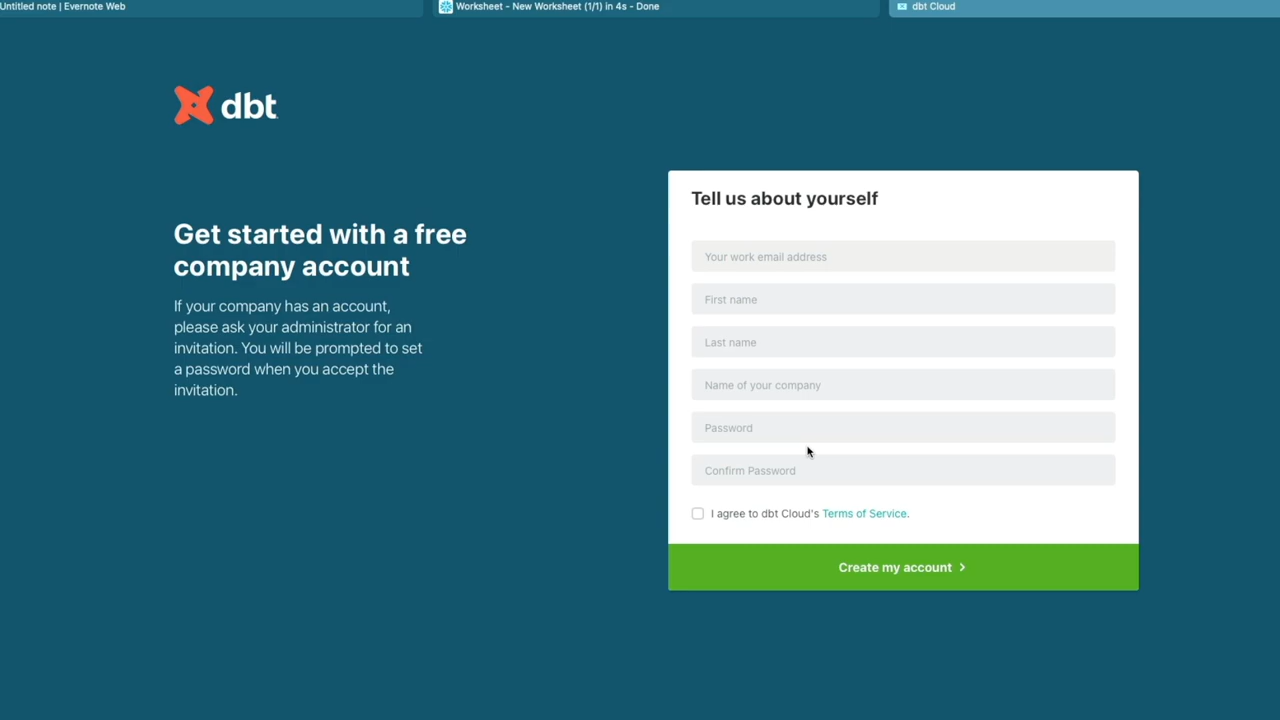 Untitled note | Evernote Web
Worksheet - New Worksheet (1/1) in 4s - Done
dbt Cloud
dbt
Get started with a free
company account
If your company has an account,
please ask your administrator for an
invitation. You will be prompted to set
a password when you accept the
invitation.
Tell us about yourself
Your work email address
First name
Last name
Name of your company
Password
Confirm Password
I agree to dbt Cloud's Terms of Service.
Create my account